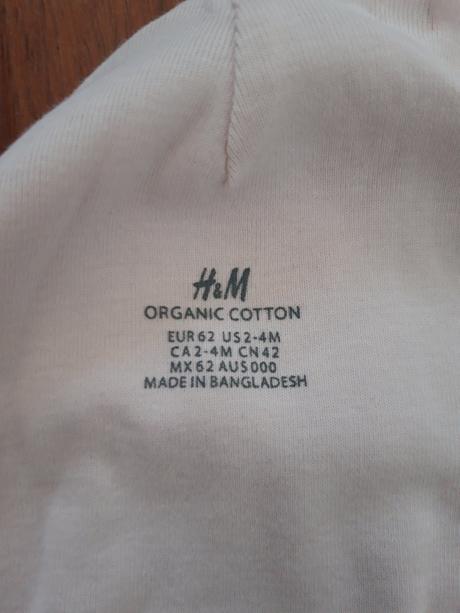 H&M
ORGANIC COTTON
EUR 62 US 2-4M
CA 2-4M CN 42
MX 62 AUS 000
MADE IN BANGLADESH